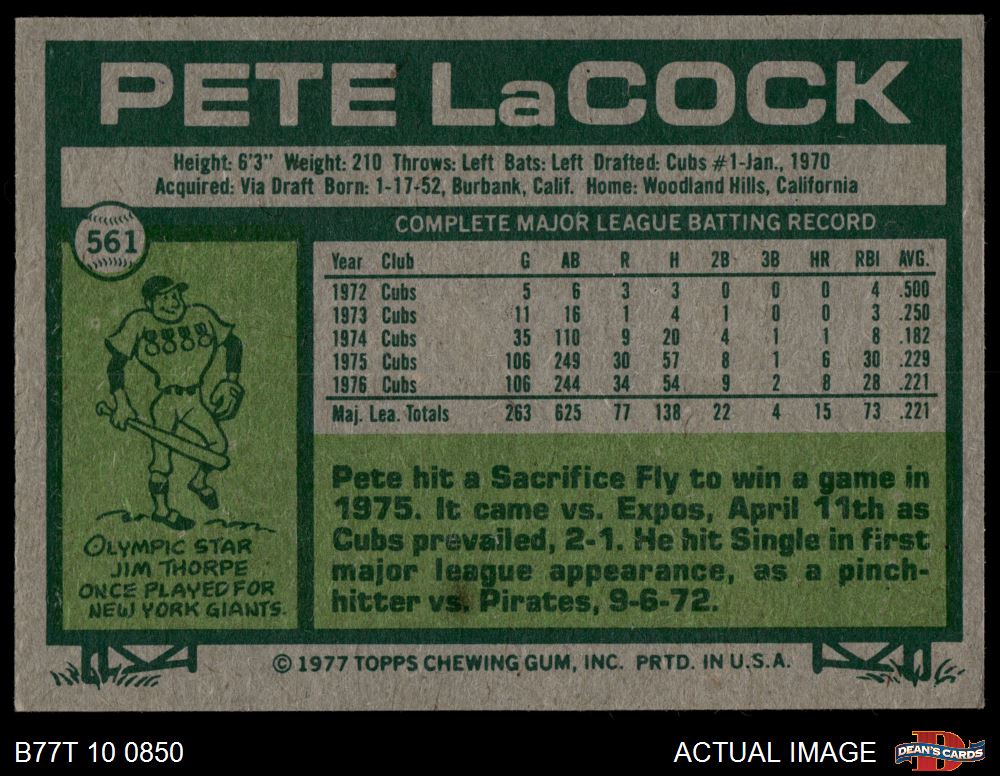 PETE LaCOCK
Height: 6'3" Weight: 210 Throws: Left Bats: Left Drafted: Cubs #1-Jan., 1970
Acquired: Via Draft Born: 1-17-52, Burbank, Calif. Home: Woodland Hills, California
561
COMPLETE MAJOR LEAGUE BATTING RECORD
Year Club G AB R H 2B 3B HR RBI AVG.
1972 Cubs 5 6 3 3 0 0 0 4 .500
1973 Cubs 11 16 1 4 1 0 0 3 .250
1974 Cubs 35 110 9 20 4 1 1 8 .182
1975 Cubs 106 249 30 57 8 1 6 30 .229
1976 Cubs 106 244 34 54 9 2 8 28 .221
Maj. Lea. Totals 263 625 77 138 22 4 15 73 .221
OLYMPIC STAR
JIM THORPE
ONCE PLAYED FOR
NEW YORK GIANTS.
Pete hit a Sacrifice Fly to win a game in
1975. It came vs. Expos, April 11th as
Cubs prevailed, 2-1. He hit Single in first
major league appearance, as a pinch-
hitter vs. Pirates, 9-6-72.
© 1977 TOPPS CHEWING GUM, INC. PRTD. IN U.S.A.
B77T 10 0850
ACTUAL IMAGE
DEAN'S CARDS